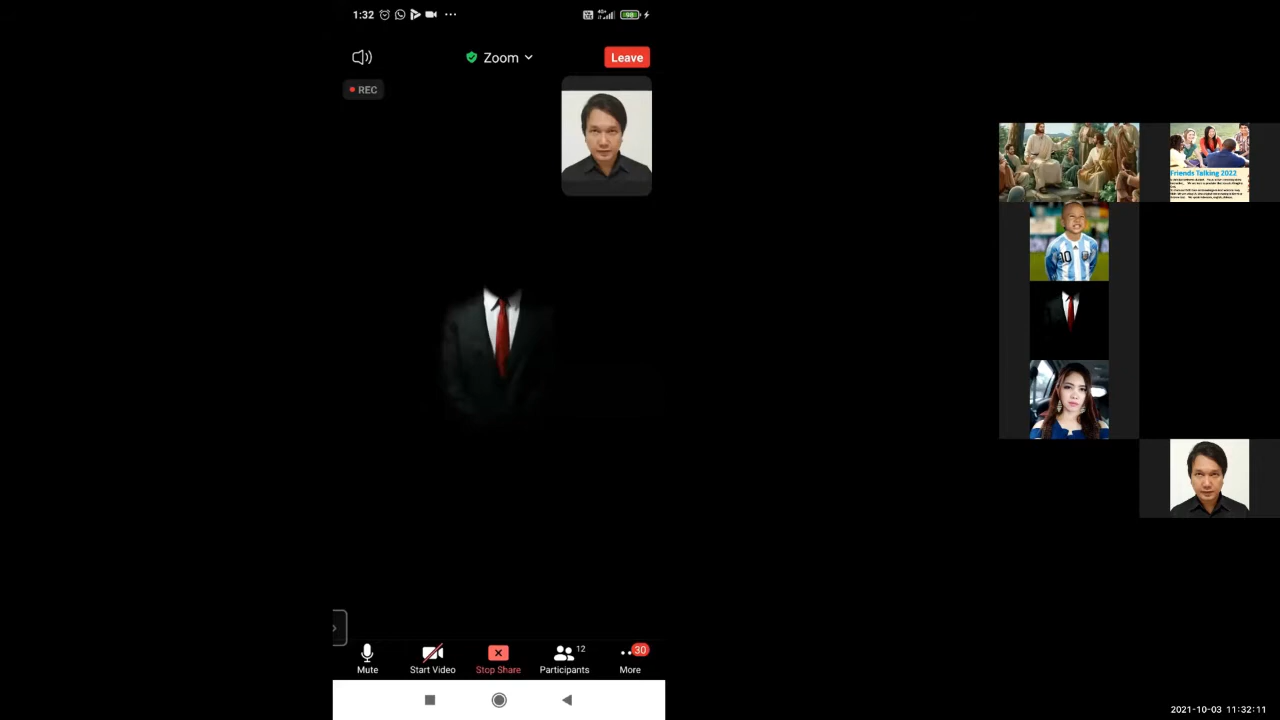 1:32
Zoom
Leave
REC
Friends Talking 2022
10
Mute
Start Video
Stop Share
Participants
12
More
30
2021-10-03 11:32:11